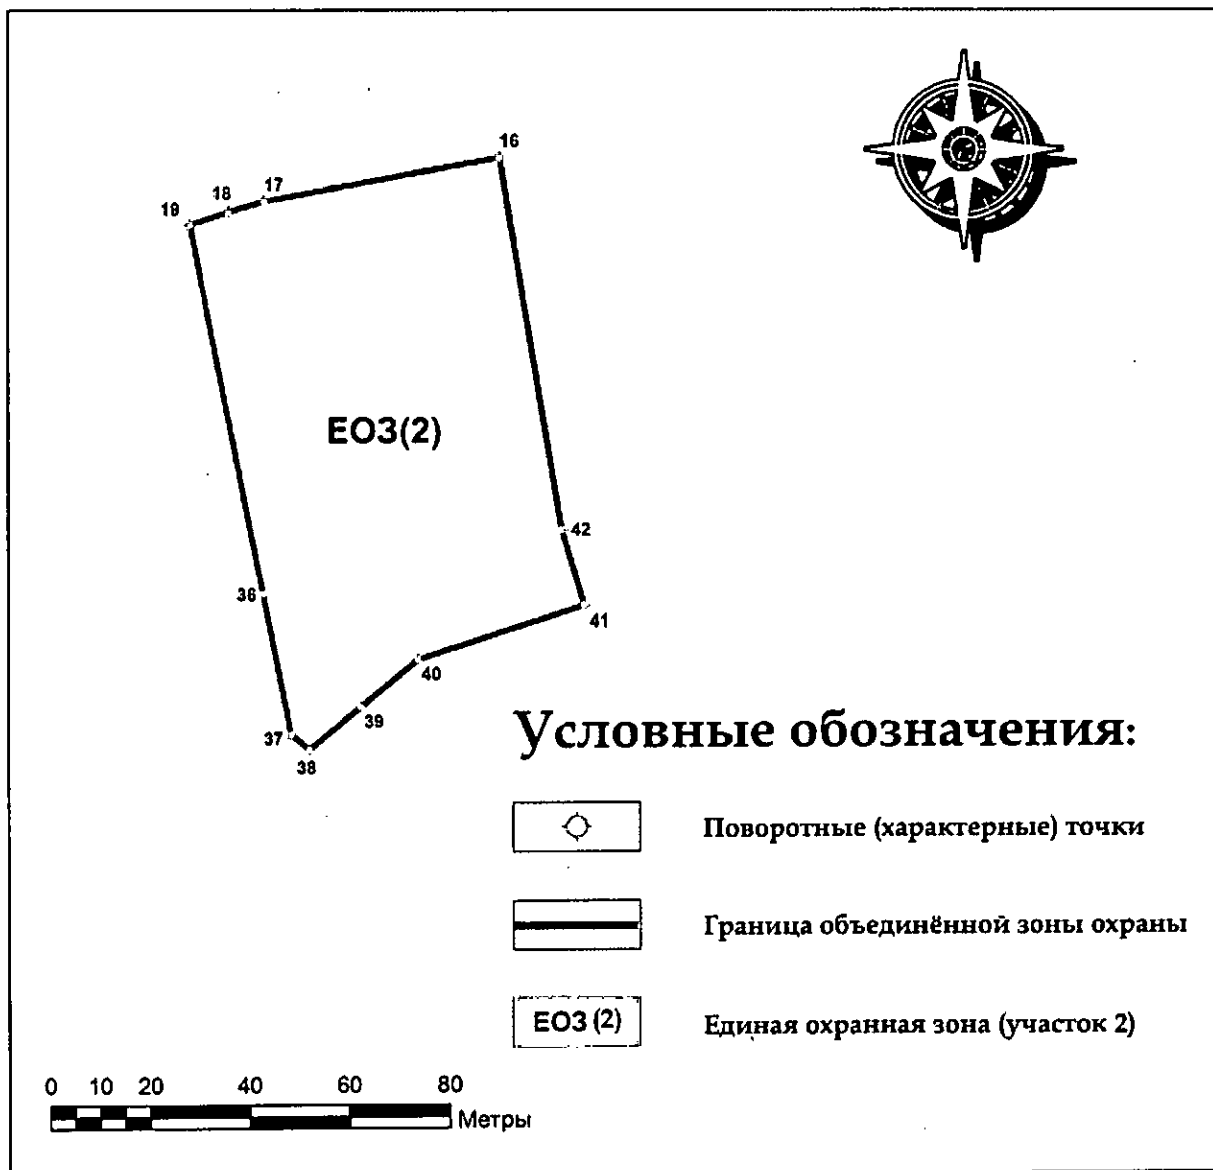 16
17
18
19
ЕОЗ(2)
42
36
41
40
39
37
38
Условные обозначения:
Поворотные (характерные) точки
Граница объединённой зоны охраны
ЕОЗ (2)
Единая охранная зона (участок 2)
0 10 20 40 60 80
Метры